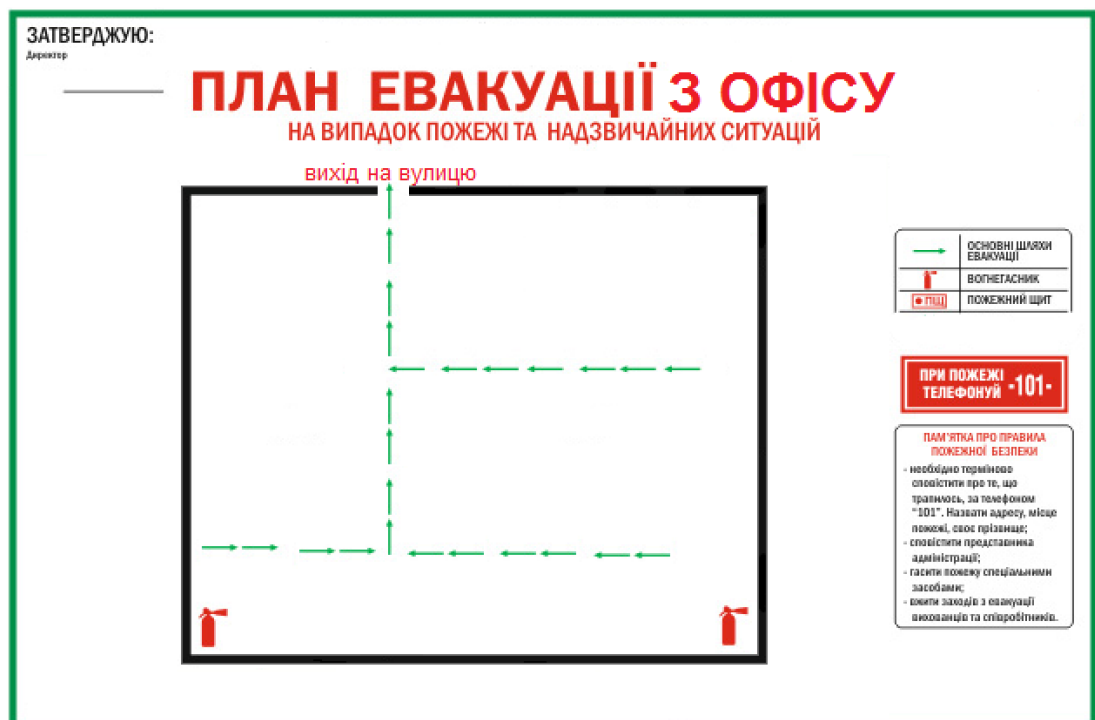 ЗАТВЕРДЖУЮ:
Директор
ПЛАН ЕВАКУАЦІЇ З ОФІСУ
НА ВИПАДОК ПОЖЕЖІ ТА НАДЗВИЧАЙНИХ СИТУАЦІЙ
вихід на вулицю
ОСНОВНІ ШЛЯХИ
ЕВАКУАЦІЇ
ВОГНЕГАСНИК
ПЩ ПОЖЕЖНИЙ ЩИТ
ПРИ ПОЖЕЖІ
ТЕЛЕФОНУЙ -101-
ПАМ'ЯТКА ПРО ПРАВИЛА
ПОЖЕЖНОЇ БЕЗПЕКИ
- необхідно терміново
сповістити про те, що
трапилось, за телефоном
"101". Назвати адресу, місце
пожежі, своє прізвище;
- сповістити представника
адміністрації;
- гасити пожежу спеціальними
засобами;
- вжити заходів з евакуації
вихованців та співробітників.